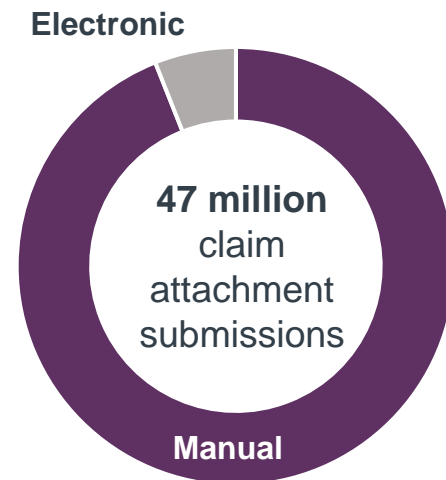 Electronic
47 million
claim
attachment
submissions
Manual